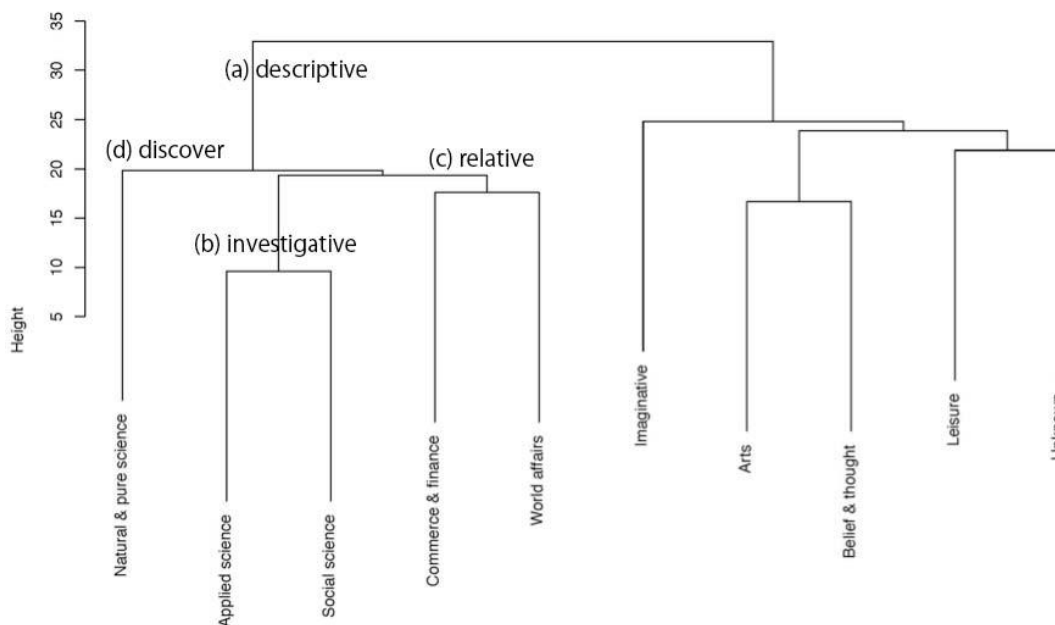 35
30
25
20
15
10
5
Height
(a) descriptive
(d) discover
(c) relative
(b) investigative
Natural & pure science
Applied science
Social science
Commerce & finance
World affairs
Imaginative
Arts
Belief & thought
Leisure